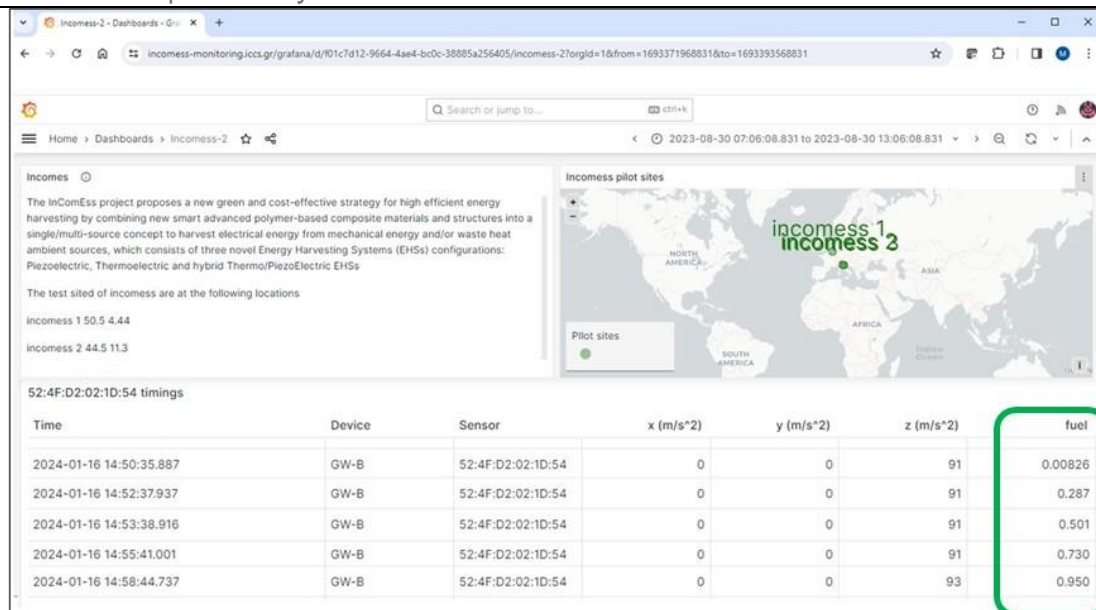 Incomess-2 - Dashboards - Gra
incomess-monitoring.iccs.gr/grafana/d/f01c7d12-9664-4ae4-bc0c-38885a256405/incomess-2?orgId=1&from=1693371968831&to=1693393568831
M
Search or jump to... ctrl+k
Home > Dashboards > Incomess-2
2023-08-30 07:06:08.831 to 2023-08-30 13:06:08.831
Incomes
The InComEss project proposes a new green and cost-effective strategy for high efficient energy
harvesting by combining new smart advanced polymer-based composite materials and structures into a
single/multi-source concept to harvest electrical energy from mechanical energy and/or waste heat
ambient sources, which consists of three novel Energy Harvesting Systems (EHSs) configurations:
Piezoelectric, Thermoelectric and hybrid Thermo/PiezoElectric EHSs
The test sited of incomess are at the following locations
incomess 1 50.5 4.44
incomess 2 44.5 11.3
Incomess pilot sites
+
-
incomess 1
incomess
NORTH
AMERICA
ASIA
AFRICA
Indian
Ocean
SOUTH
AMERICA
Pilot sites
i
52:4F:D2:02:1D:54 timings
Time Device Sensor x (m/s^2) y (m/s^2) z (m/s^2) fuel
2024-01-16 14:50:35.887 GW-B 52:4F:D2:02:1D:54 0 0 91 0.00826
2024-01-16 14:52:37.937 GW-B 52:4F:D2:02:1D:54 0 0 91 0.287
2024-01-16 14:53:38.916 GW-B 52:4F:D2:02:1D:54 0 0 91 0.501
2024-01-16 14:55:41.001 GW-B 52:4F:D2:02:1D:54 0 0 91 0.730
2024-01-16 14:58:44.737 GW-B 52:4F:D2:02:1D:54 0 0 93 0.950